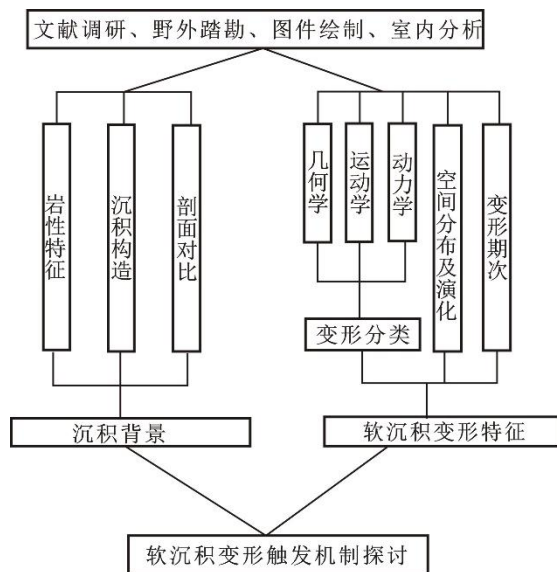 文献调研、野外踏勘、图件绘制、室内分析
岩性特征
沉积构造
剖面对比
几何学
运动学
动力学
空间分布及演化
变形期次
变形分类
沉积背景
软沉积变形特征
软沉积变形触发机制探讨